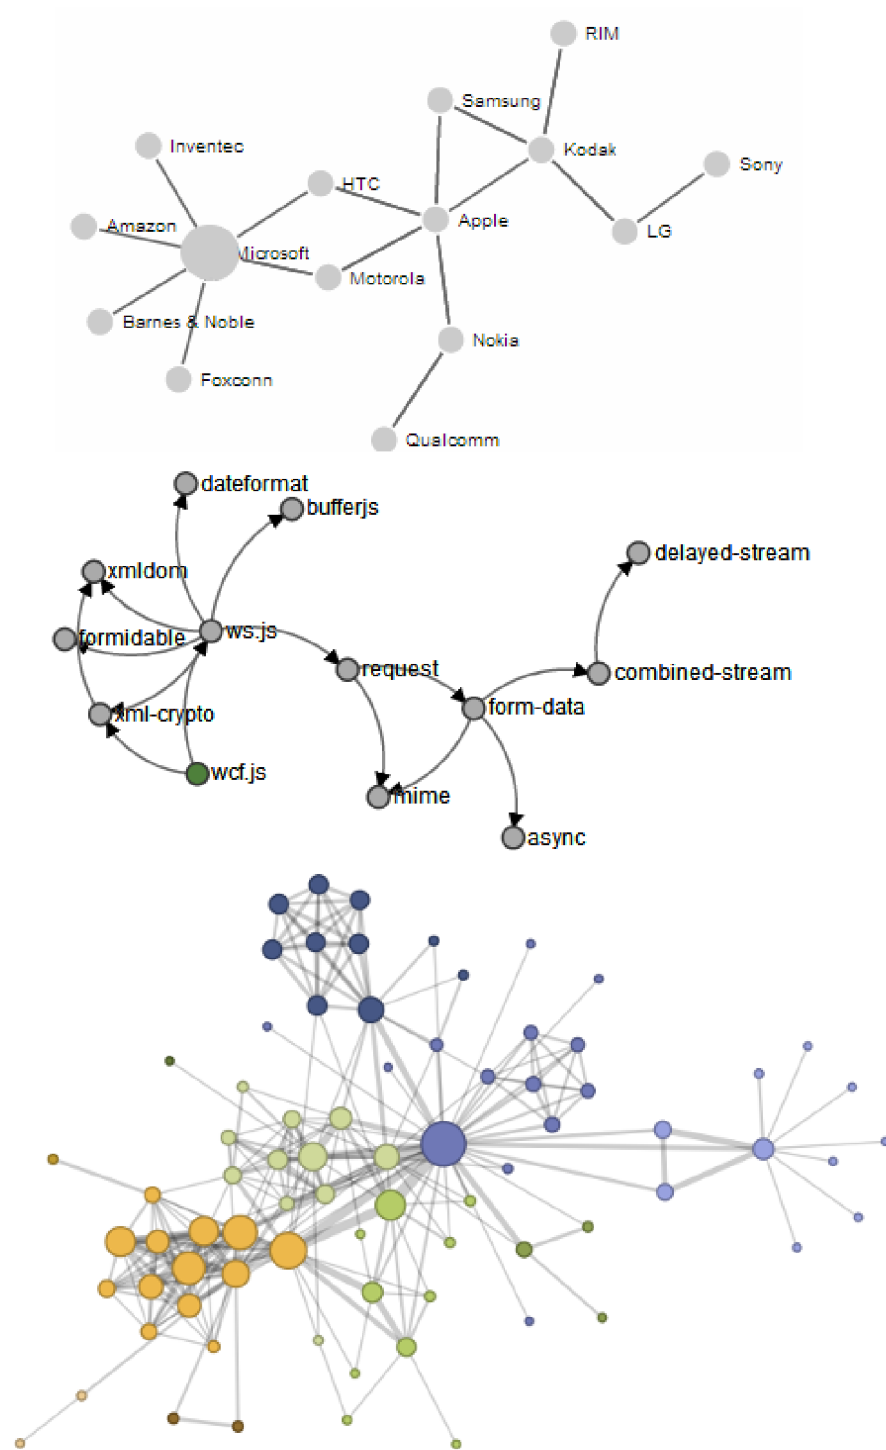 RIM
Samsung
Inventec
Kodak
Sony
HTC
Amazon
Apple
LG
Microsoft
Motorola
Barnes & Noble
Nokia
Foxconn
Qualcomm
dateformat
bufferjs
delayed-stream
xmldom
formidable
ws.js
request
combined-stream
form-data
xml-crypto
wcf.js
mime
async